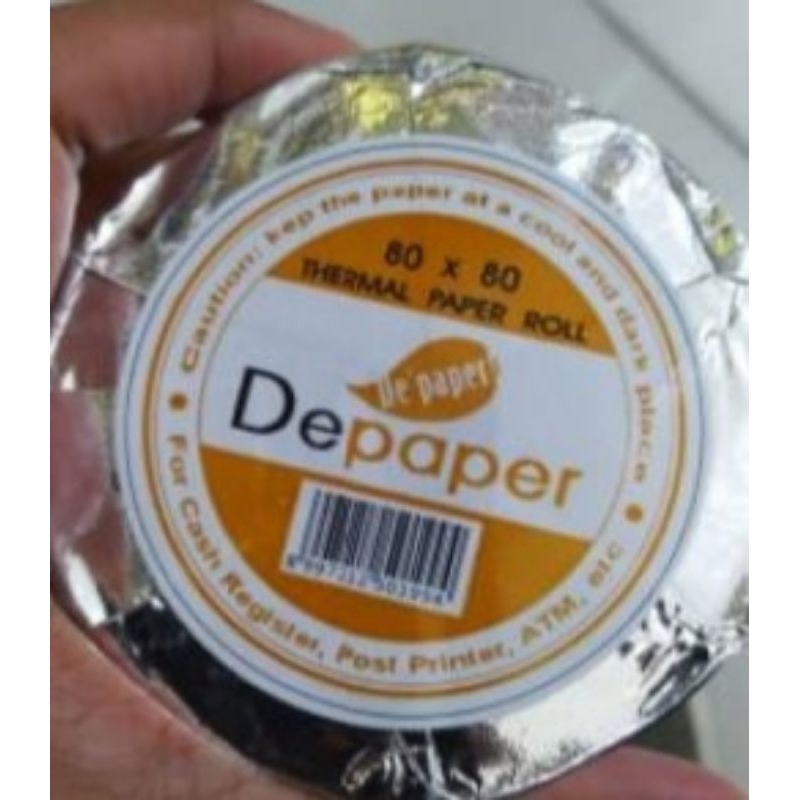 Caution: kep the paper at a cool and dark place
80 x 80
THERMAL PAPER ROLL
De'paper
Depaper
For Cash Register, Post Printer, ATM, etc